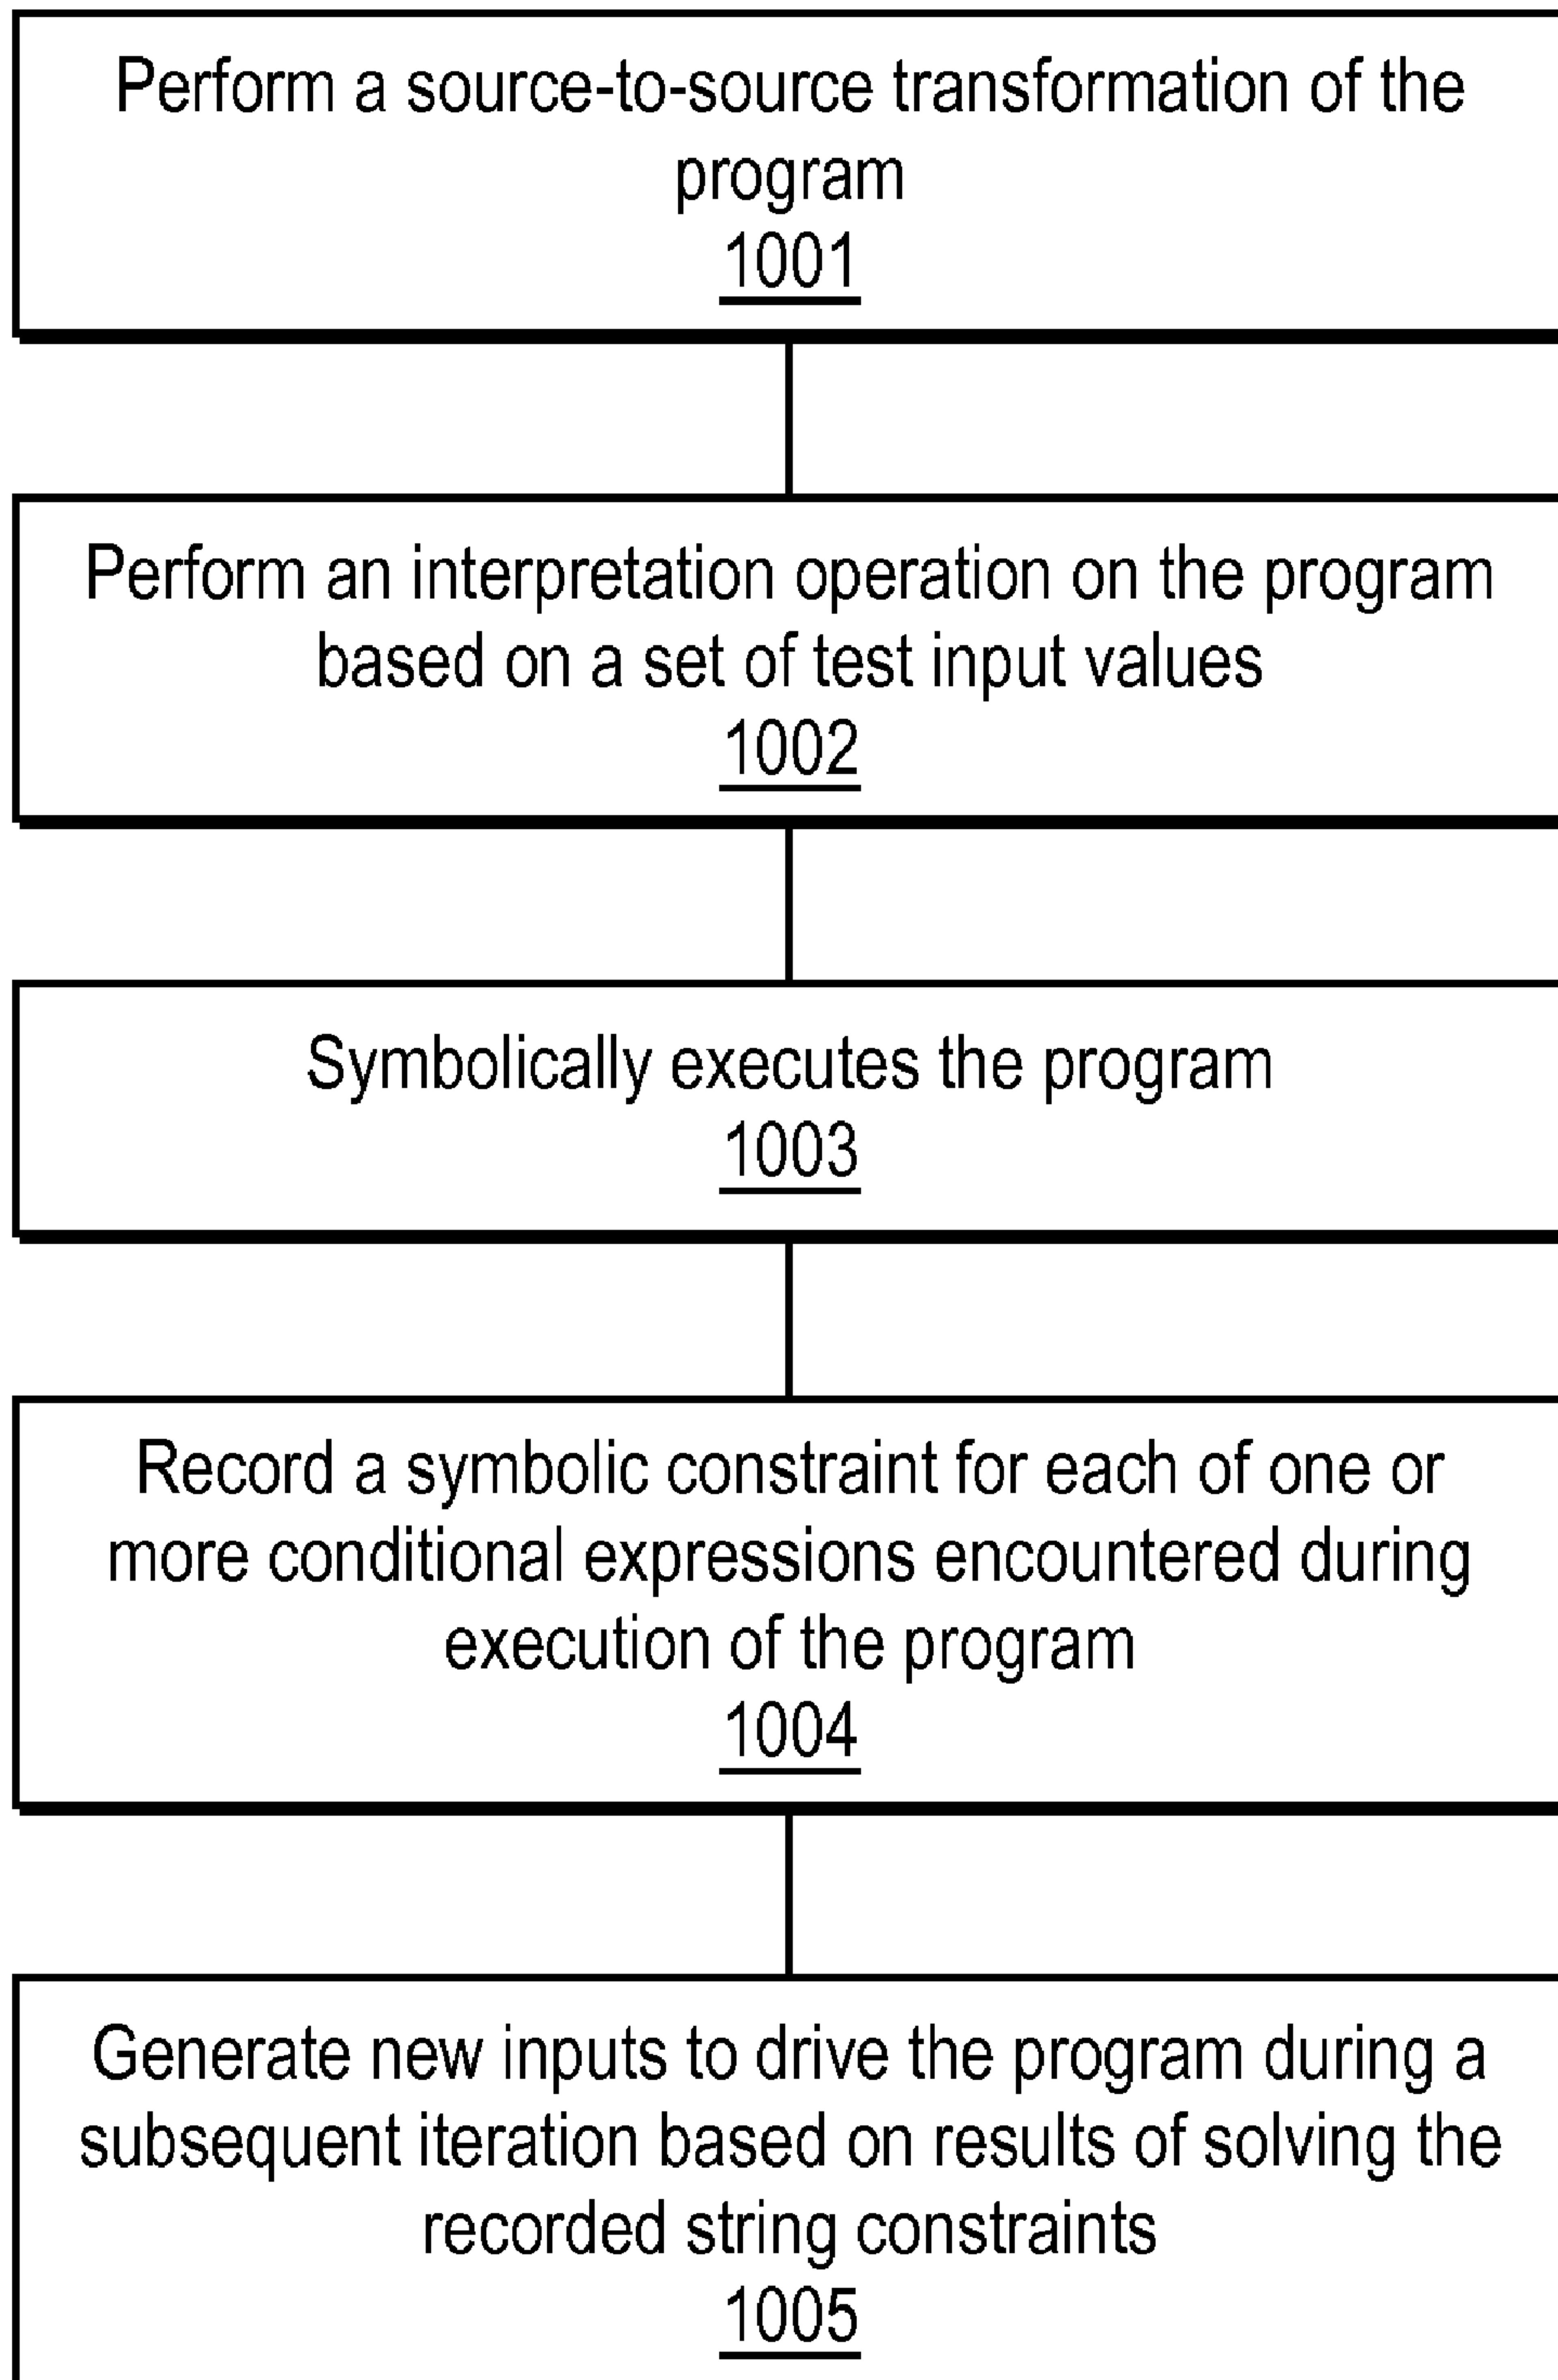 Perform a source-to-source transformation of the
program
1001
Perform an interpretation operation on the program
based on a set of test input values
1002
Symbolically executes the program
1003
Record a symbolic constraint for each of one or
more conditional expressions encountered during
execution of the program
1004
Generate new inputs to drive the program during a
subsequent iteration based on results of solving the
recorded string constraints
1005